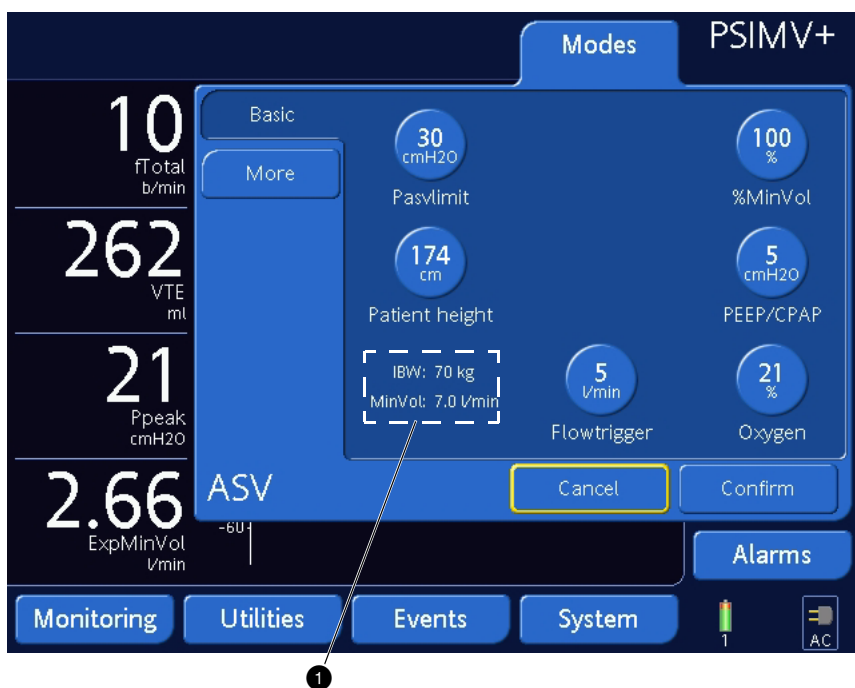 Modes
PSIMV+
10
fTotal
b/min
262
VTE
ml
21
Ppeak
cmH2O
2.66
ExpMinVol
l/min
Basic
More
30
cmH2O
Pasvlimit
100
%
%MinVol
174
cm
Patient height
5
cmH2O
PEEP/CPAP
IBW: 70 kg
MinVol: 7.0 l/min
5
l/min
Flowtrigger
21
%
Oxygen
ASV
Cancel
Confirm
-60
Alarms
Monitoring
Utilities
Events
System
1
AC
1